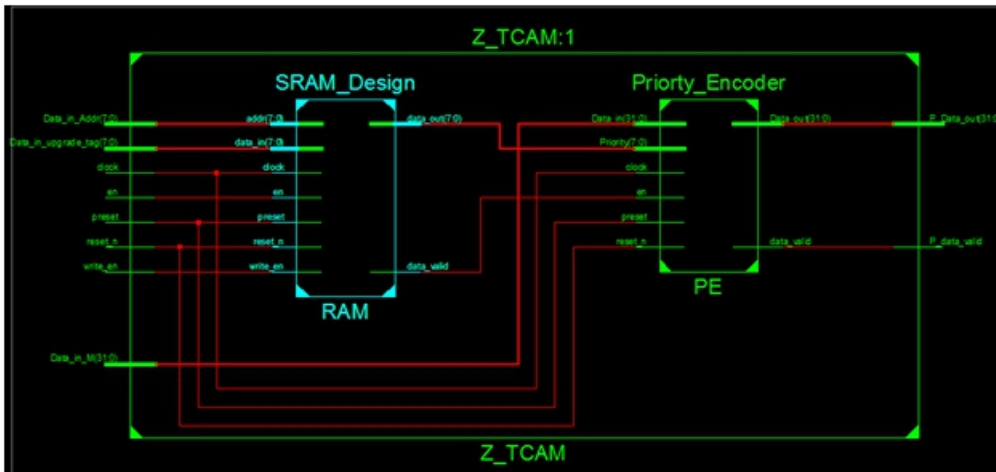 Z_TCAM:1
SRAM_Design
Priorty_Encoder
Data_in_Addr(7:0)
addr(7:0)
data_out(7:0)
Data_in(31:0)
Data_out(31:0)
P_Data_out(31:0)
Data_in_upgrade_tag(7:0)
data_in(7:0)
Priority(7:0)
clock
clock
clock
en
en
en
preset
preset
preset
reset_n
reset_n
reset_n
data_valid
P_data_valid
write_en
write_en
data_valid
PE
RAM
Data_in_M(31:0)
Z_TCAM